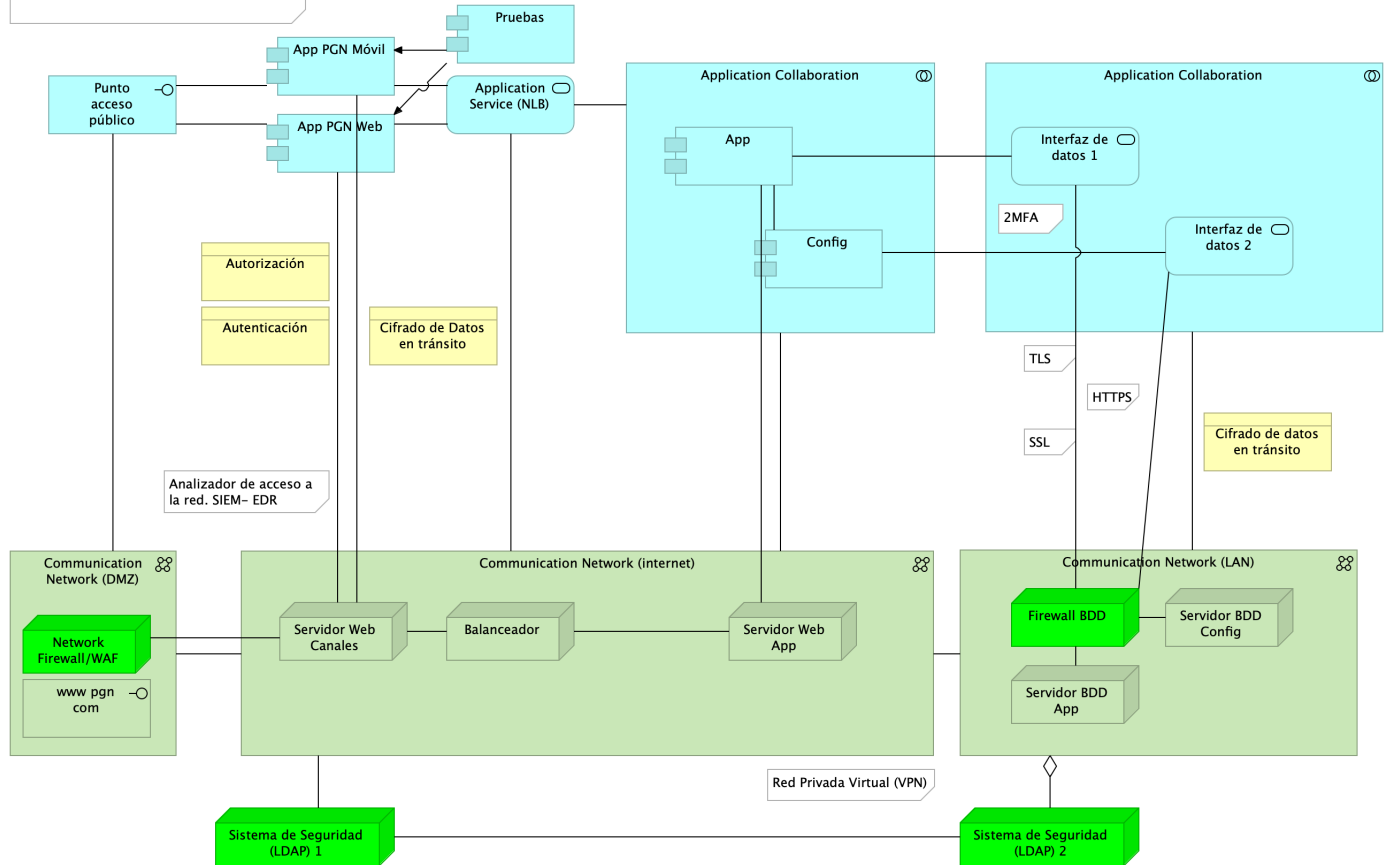 Pruebas
App PGN Móvil
Application Collaboration
Application Collaboration
Punto
acceso
público
Application
Service (NLB)
App PGN Web
App
Interfaz de
datos 1
2MFA
Interfaz de
datos 2
Config
Autorización
Autenticación
Cifrado de Datos
en tránsito
TLS
HTTPS
SSL
Cifrado de datos
en tránsito
Analizador de acceso a
la red. SIEM- EDR
Communication
Network (DMZ)
Communication Network (internet)
Communication Network (LAN)
Network
Firewall/WAF
Servidor Web
Canales
Balanceador
Servidor Web
App
Firewall BDD
Servidor BDD
Config
www pgn
com
Servidor BDD
App
Red Privada Virtual (VPN)
Sistema de Seguridad
(LDAP) 1
Sistema de Seguridad
(LDAP) 2